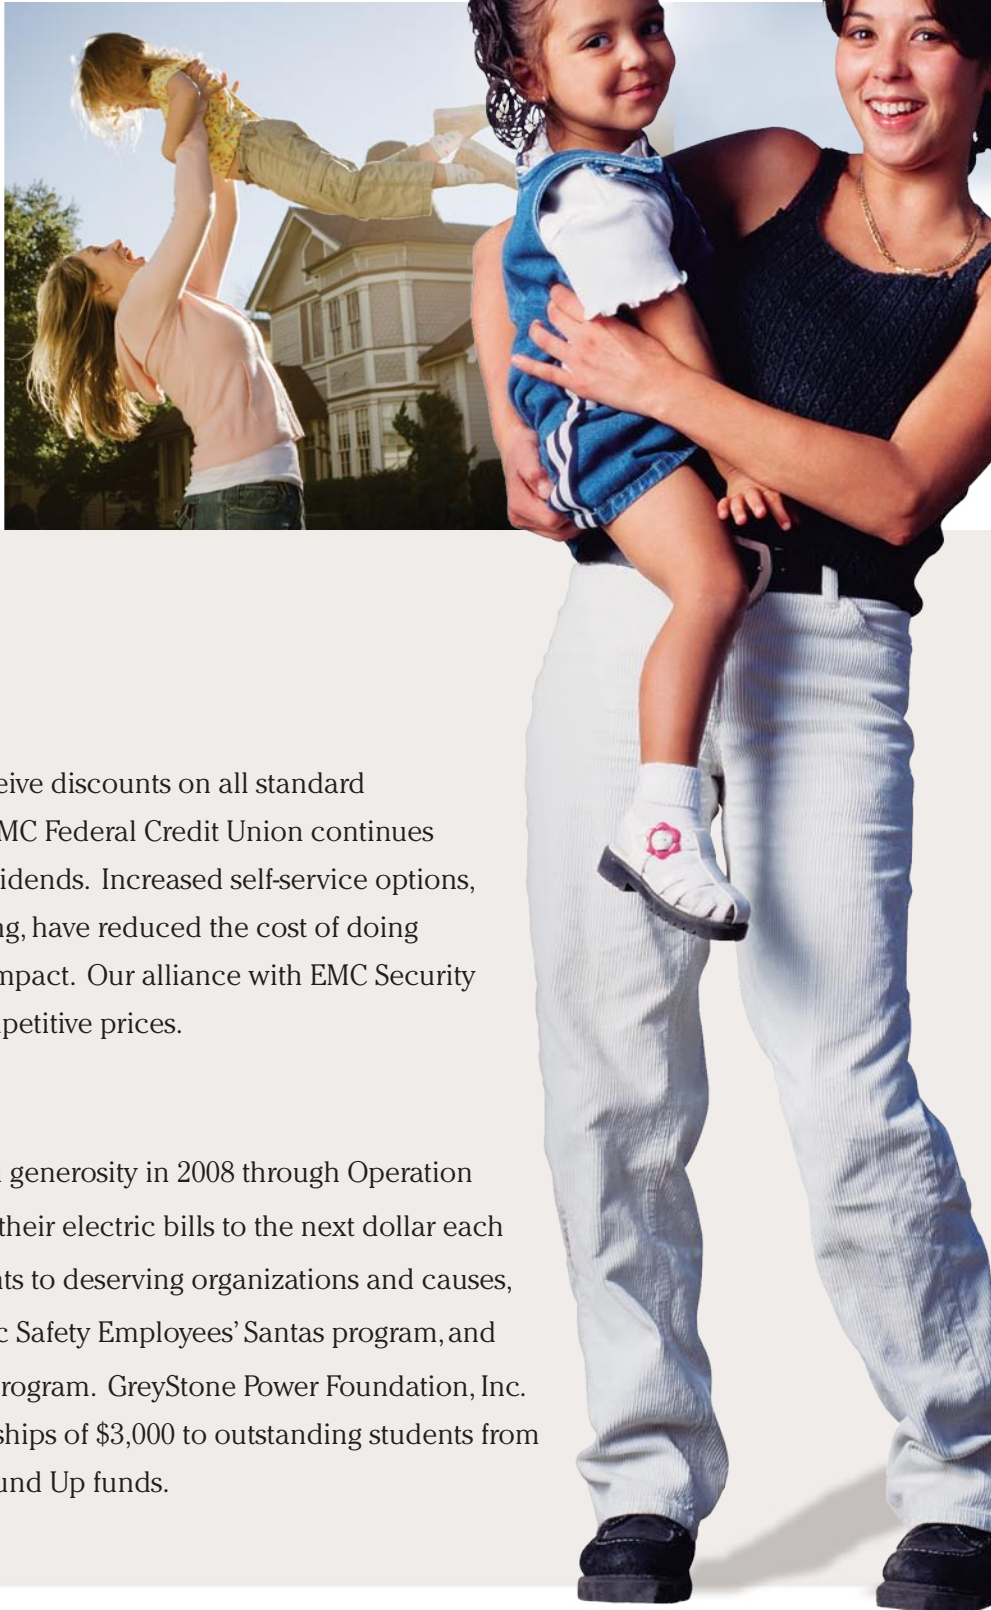 eive discounts on all standard
MC Federal Credit Union continues
idends. Increased self-service options,
ng, have reduced the cost of doing
mpact. Our alliance with EMC Security
petitive prices.
generosity in 2008 through Operation
their electric bills to the next dollar each
nts to deserving organizations and causes,
c Safety Employees' Santas program, and
rogram. GreyStone Power Foundation, Inc.
ships of $3,000 to outstanding students from
und Up funds.